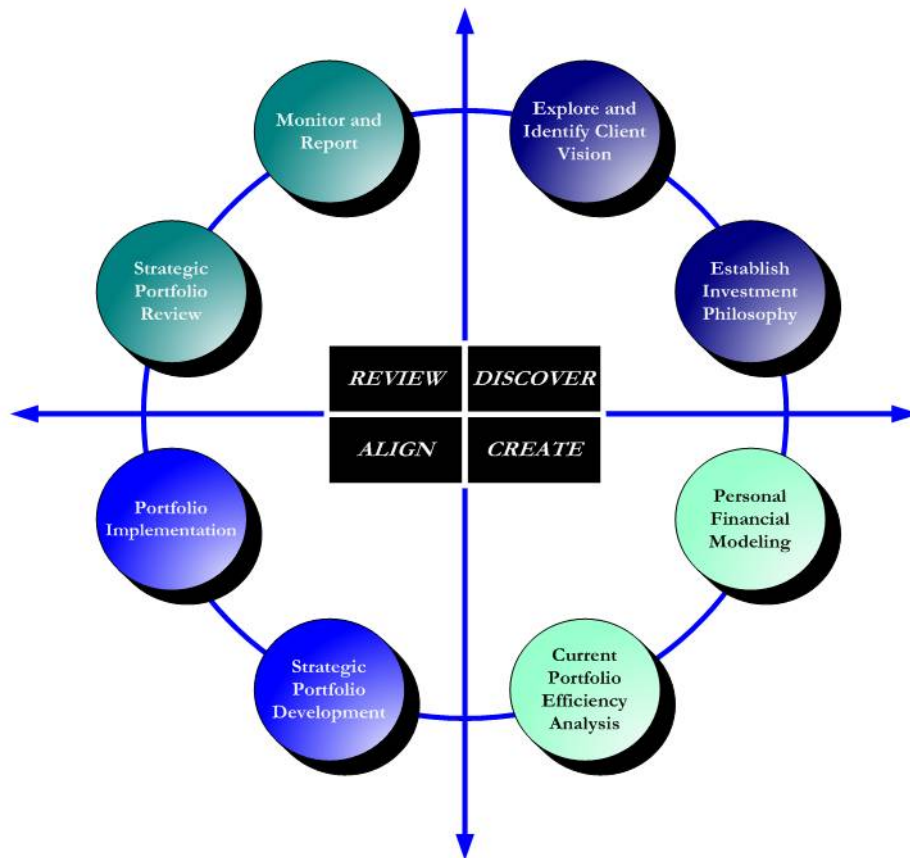 Monitor and
Report
Explore and
Identify Client
Vision
Strategic
Portfolio
Review
Establish
Investment
Philosophy
REVIEW
DISCOVER
ALIGN
CREATE
Portfolio
Implementation
Personal
Financial
Modeling
Strategic
Portfolio
Development
Current
Portfolio
Efficiency
Analysis